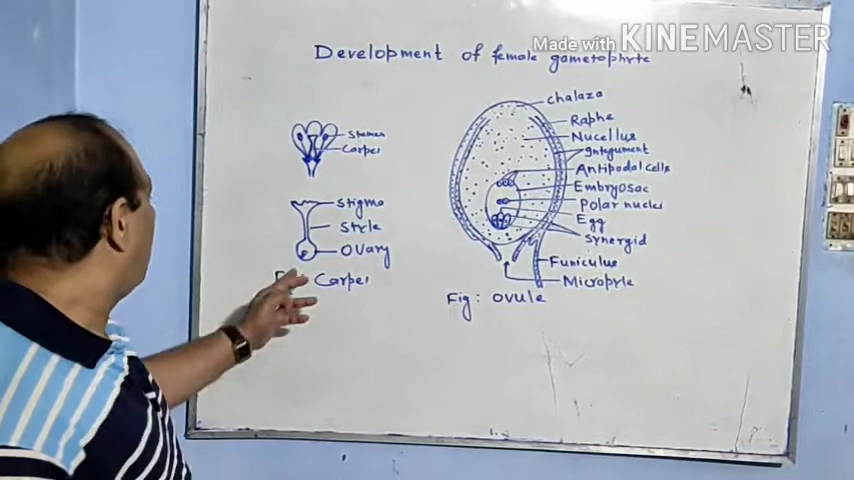 Made with KINEMASTER
Development of female gametophyte
Stamen
Carpel
Stigma
Style
Ovary
Carpel
chalaza
Raphe
Nucellus
Integument
Antipodal cells
Embryosac
Polar nuclei
Egg
Synergid
Funiculus
Micropyle
Fig: ovule